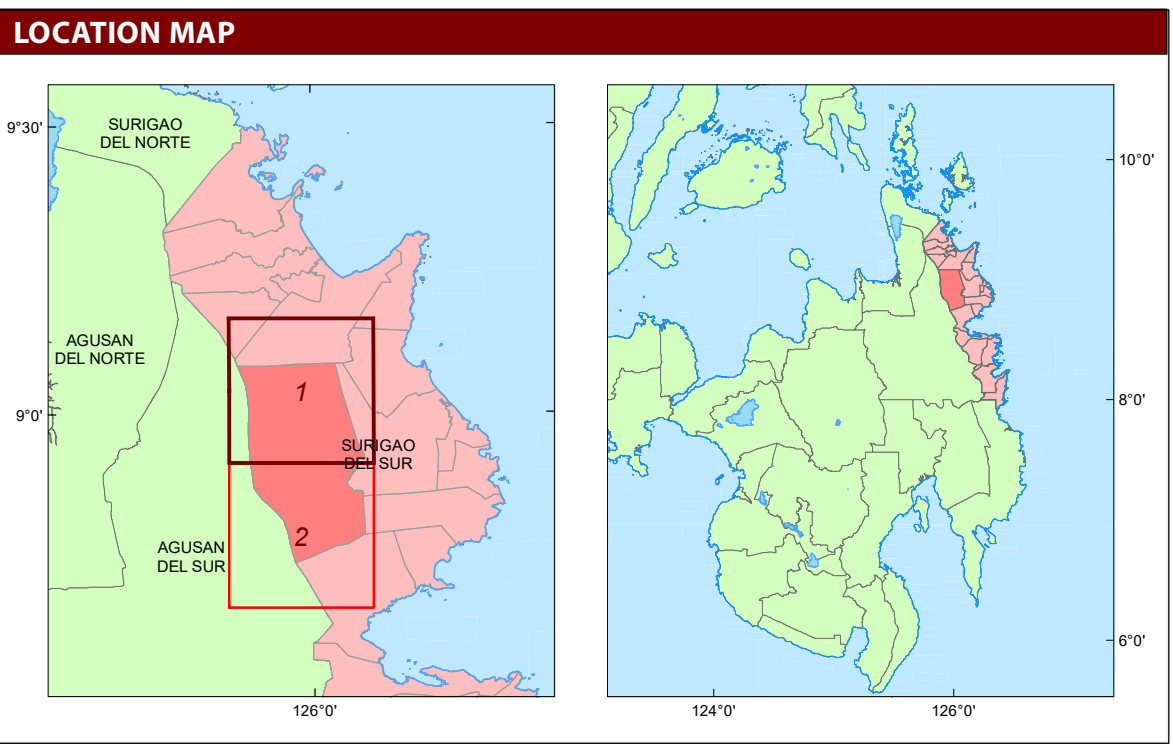 LOCATION MAP
9°30'
SURIGAO
DEL NORTE
10°0'
AGUSAN
DEL NORTE
1
8°0'
9°0'
SURIGAO
DEL SUR
2
AGUSAN
DEL SUR
6°0'
126°0'
124°0'
126°0'